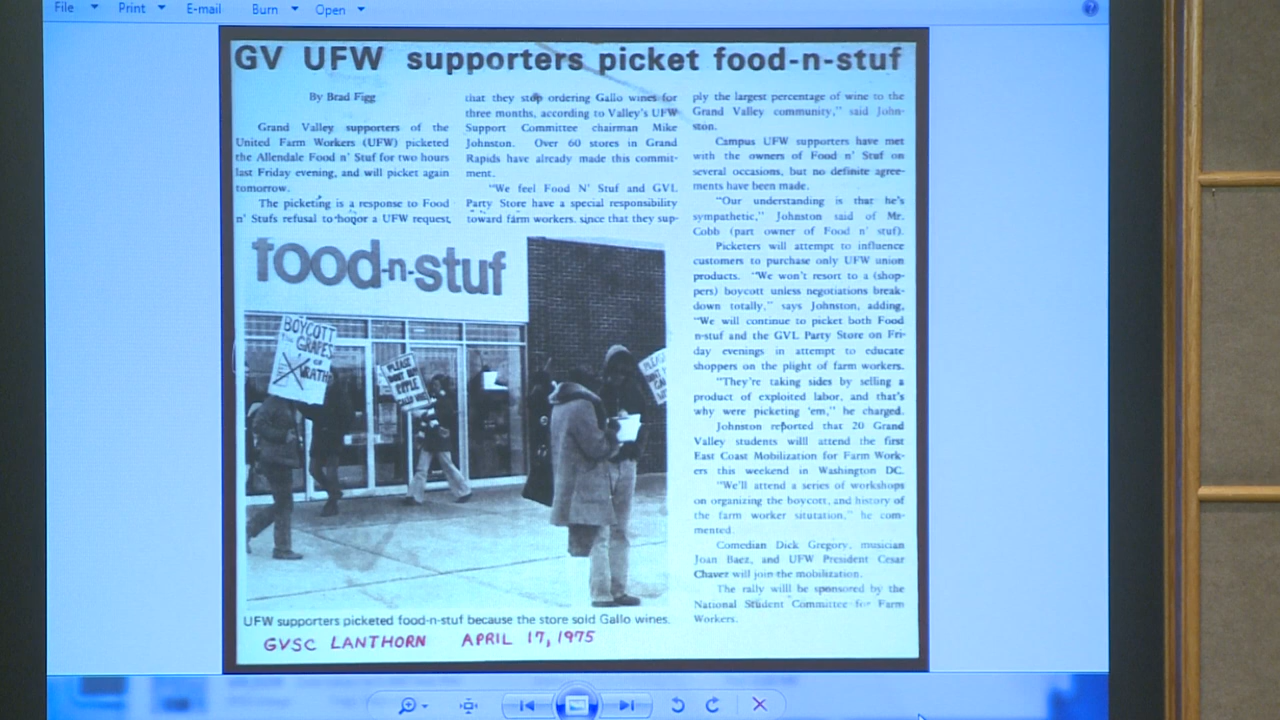 File Print E-mail Burn Open
GV UFW supporters picket food-n-stuf
By Brad Figg
Grand Valley supporters of the
United Farm Workers (UFW) picketed
the Allendale Food n' Stuf for two hours
last Friday evening, and will picket again
tomorrow.
The picketing is a response to Food
n' Stufs refusal to honor a UFW request,
that they stop ordering Gallo wines for
three months, according to Valley's UFW
Support Committee chairman Mike
Johnston. Over 60 stores in Grand
Rapids have already made this commit-
ment.
"We feel Food N' Stuf and GVL
Party Store have a special responsibility
toward farm workers. since that they sup-
ply the largest percentage of wine to the
Grand Valley community," said John-
ston.
Campus UFW supporters have met
with the owners of Food n' Stuf on
several occasions, but no definite agree-
ments have been made.
"Our understanding is that he's
sympathetic," Johnston said of Mr.
Cobb (part owner of Food n' stuf).
Picketers will attempt to influence
customers to purchase only UFW union
products. "We won't resort to a (shop-
pers) boycott unless negotiations break-
down totally," says Johnston, adding,
"We will continue to picket both Food
n-stuf and the GVL Party Store on Fri-
day evenings in attempt to educate
shoppers on the plight of farm workers.
"They're taking sides by selling a
product of exploited labor, and that's
why were picketing 'em," he charged.
Johnston reported that 20 Grand
Valley students willl attend the first
East Coast Mobilization for Farm Work-
ers this weekend in Washington DC.
"We'll attend a series of workshops
on organizing the boycott, and history of
the farm worker situtation," he com-
mented.
Comedian Dick Gregory, musician
Joan Baez, and UFW President Cesar
Chavez will join the mobilization.
The rally willl be sponsored by the
National Student Committee for Farm
Workers.
food-n-stuf
BOYCOTT
GRAPES
OF
WRATH
PLEASE
RIPPLE
PLEASE
UFW supporters picketed food-n-stuf because the store sold Gallo wines.
GVSC LANTHORN APRIL 17, 1975